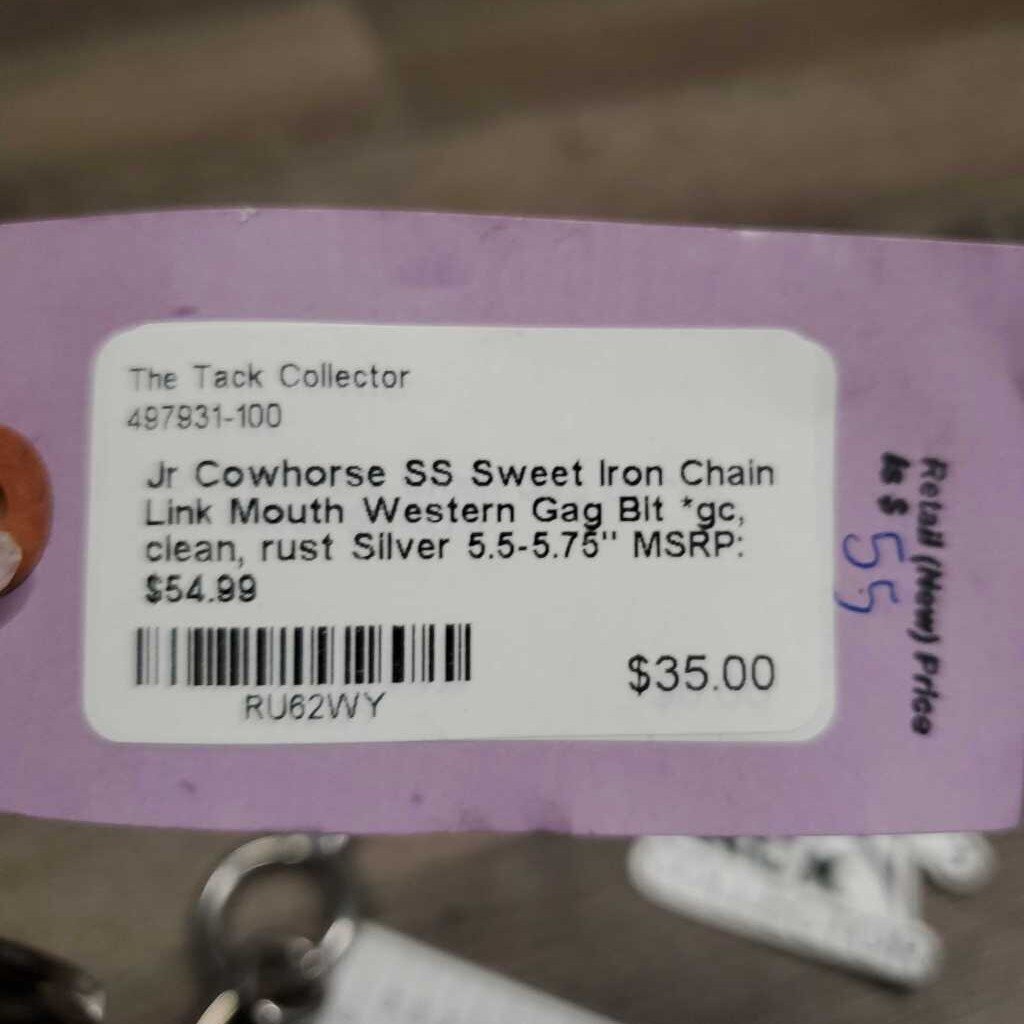 The Tack Collector
497931-100
Jr Cowhorse SS Sweet Iron Chain
Link Mouth Western Gag Bit *gc,
clean, rust Silver 5.5-5.75" MSRP:
$54.99
RU62WY
$35.00
Retail (New) Price
is $ 55